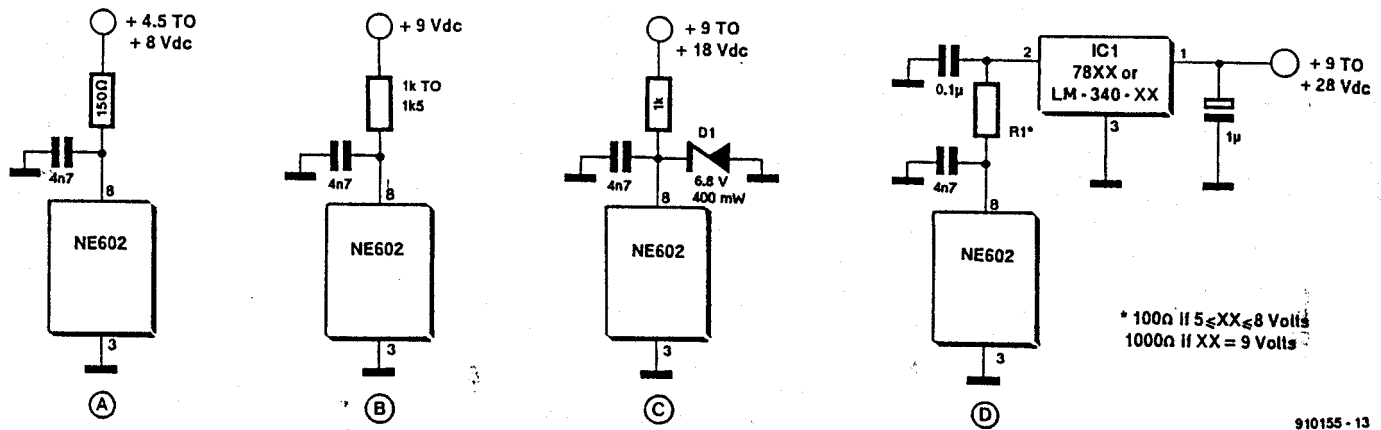 + 4.5 TO
+ 8 Vdc
150Ω
4n7
8
NE602
3
A
+ 9 Vdc
1k TO
1k5
4n7
8
NE602
3
B
+ 9 TO
+ 18 Vdc
1k
D1
4n7
6.8 V
400 mW
8
NE602
3
C
2
IC1
78XX or
LM - 340 - XX
1
+ 9 TO
+ 28 Vdc
0.1µ
R1*
3
1µ
4n7
8
NE602
3
D
* 100Ω if 5⩽XX⩽8 Volts
1000Ω if XX = 9 Volts
910155 - 13